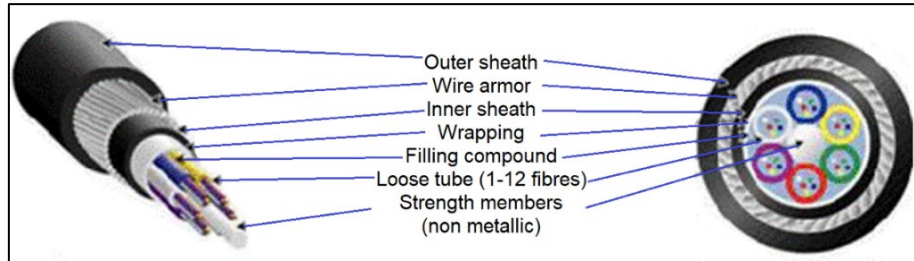 Outer sheath
Wire armor
Inner sheath
Wrapping
Filling compound
Loose tube (1-12 fibres)
Strength members
(non metallic)